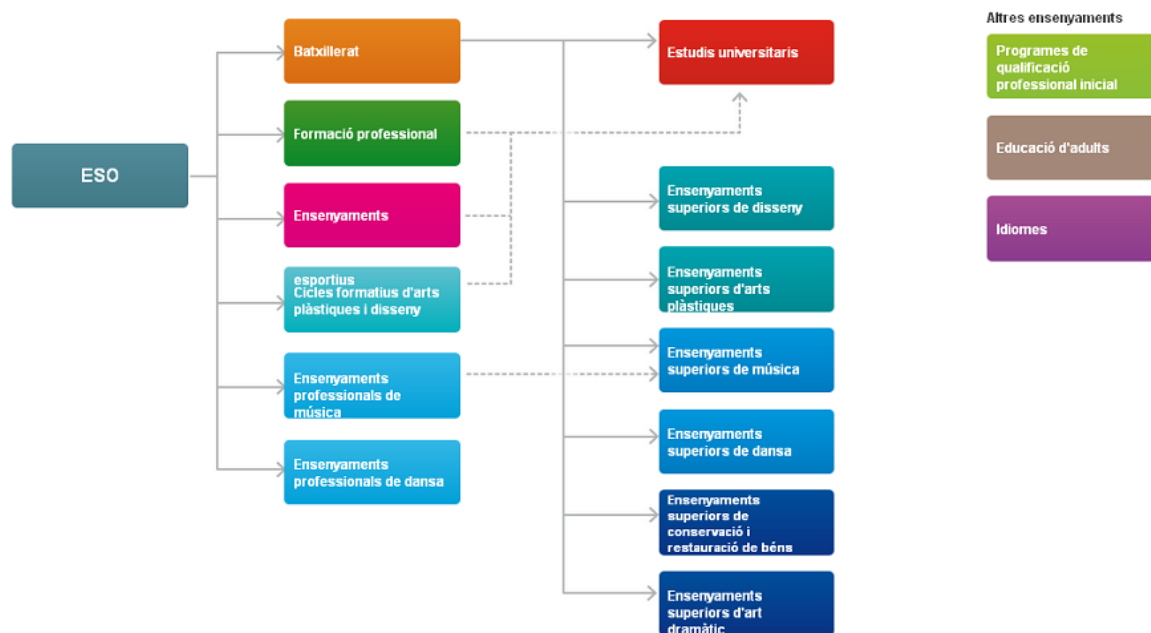 Altres ensenyaments
Batxillerat
Estudis universitaris
Programes de
qualificació
professional inicial
Formació professional
Educació d'adults
ESO
Ensenyaments
superiors de disseny
Ensenyaments
Idiomes
esportius
Cicles formatius d'arts
plàstiques i disseny
Ensenyaments
superiors d'arts
plàstiques
Ensenyaments
superiors de música
Ensenyaments
professionals de
música
Ensenyaments
superiors de dansa
Ensenyaments
professionals de dansa
Ensenyaments
superiors de
conservació i
restauració de béns
Ensenyaments
superiors d'art
dramàtic